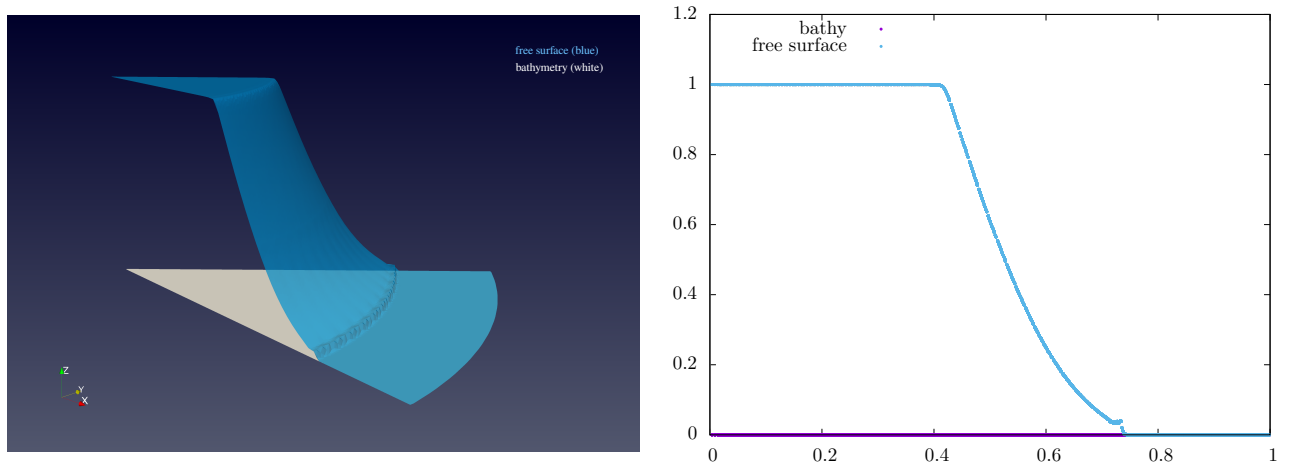 free surface (blue)
bathymetry (white)
Z
Y
X
bathy
free surface
1.2
1
0.8
0.6
0.4
0.2
0
0 0.2 0.4 0.6 0.8 1